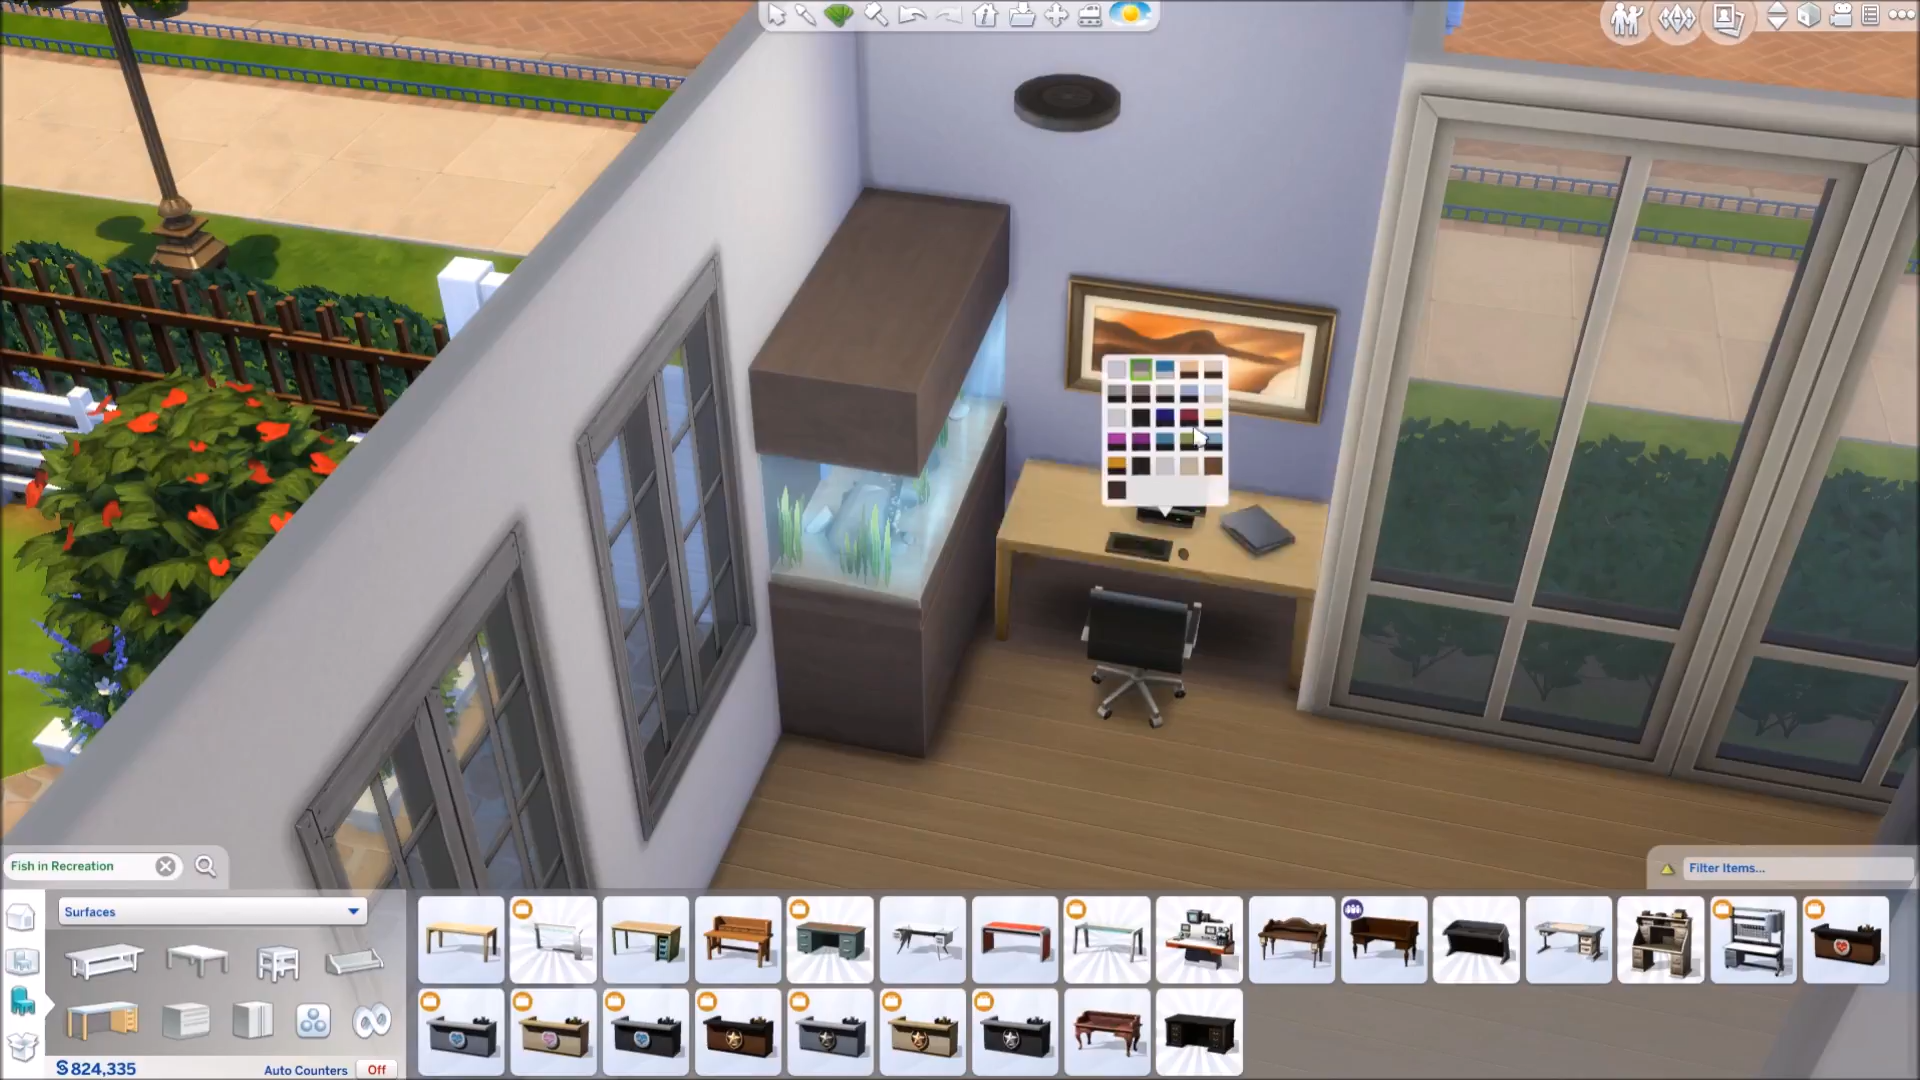 Fish in Recreation
Filter Items...
Surfaces
§824,335
Auto Counters
Off